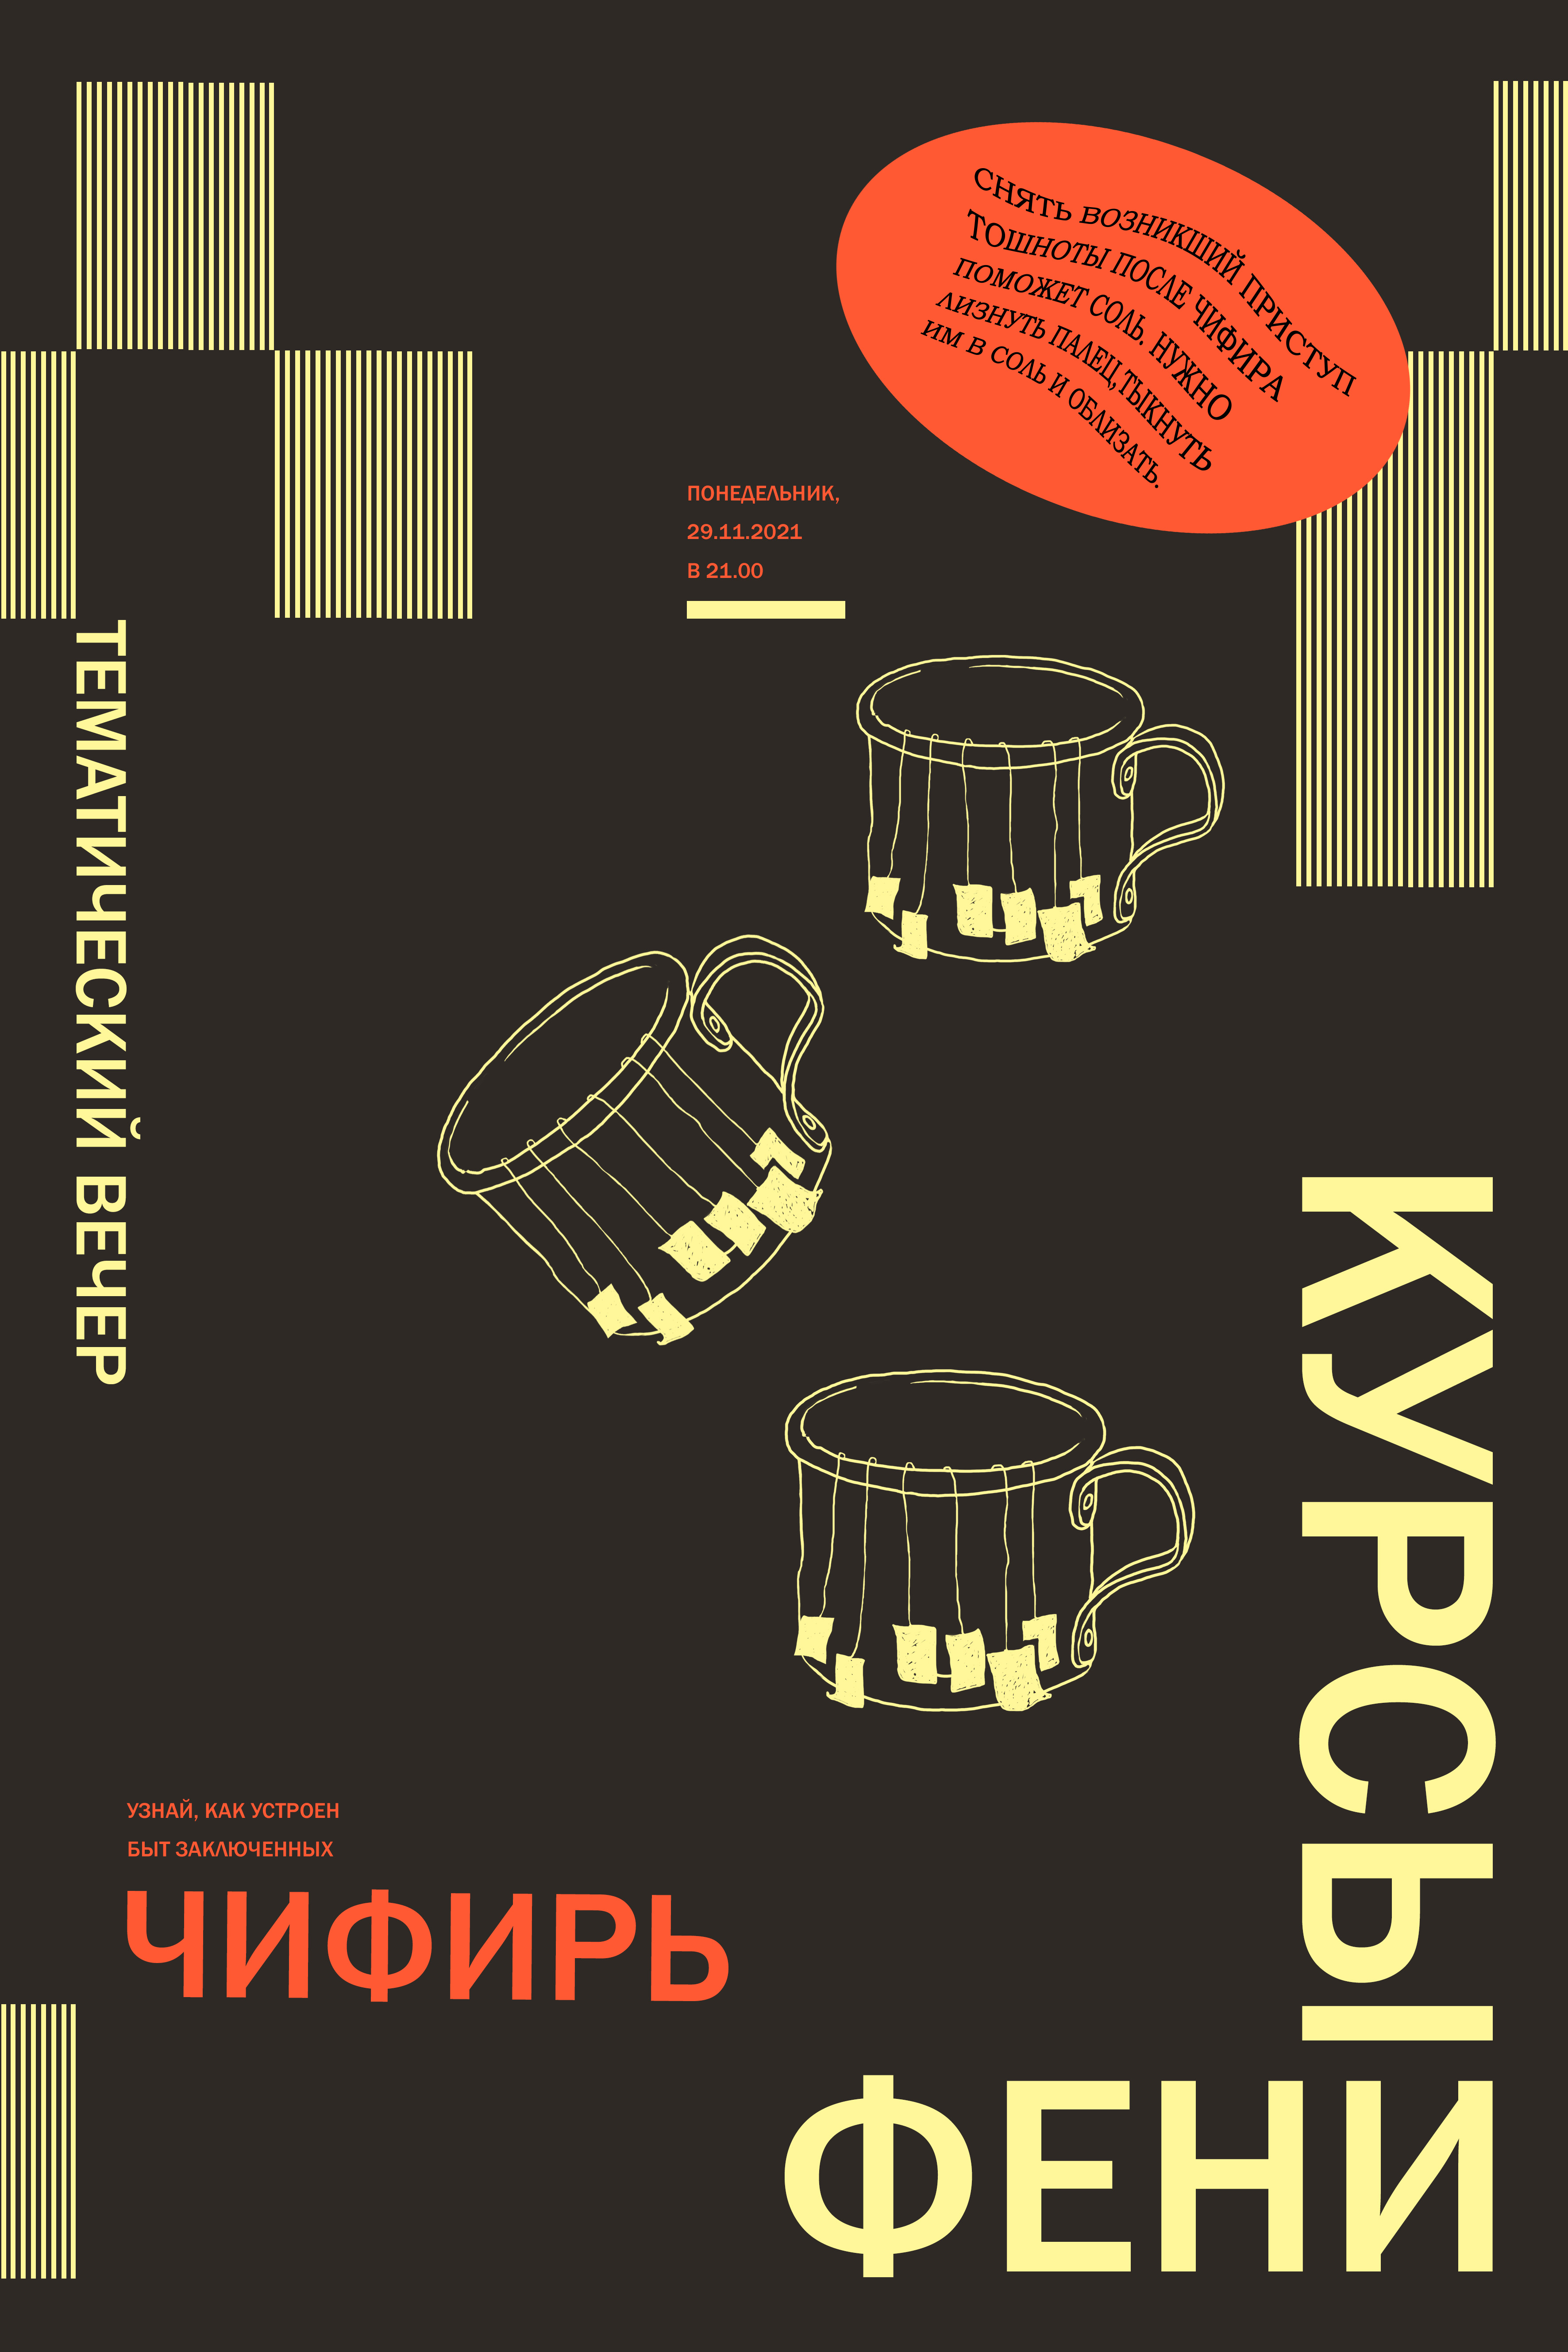 Снять возникший приступ
тошноты после чифира
поможет соль. Нужно
лизнуть палец, тыкнуть
им в соль и облизать.
ПОНЕДЕЛЬНИК,
29.11.2021
В 21.00
ТЕМАТИЧЕСКИЙ ВЕЧЕР
КУРСЫ
ФЕНИ
УЗНАЙ, КАК УСТРОЕН
БЫТ ЗАКЛЮЧЕННЫХ
ЧИФИРЬ